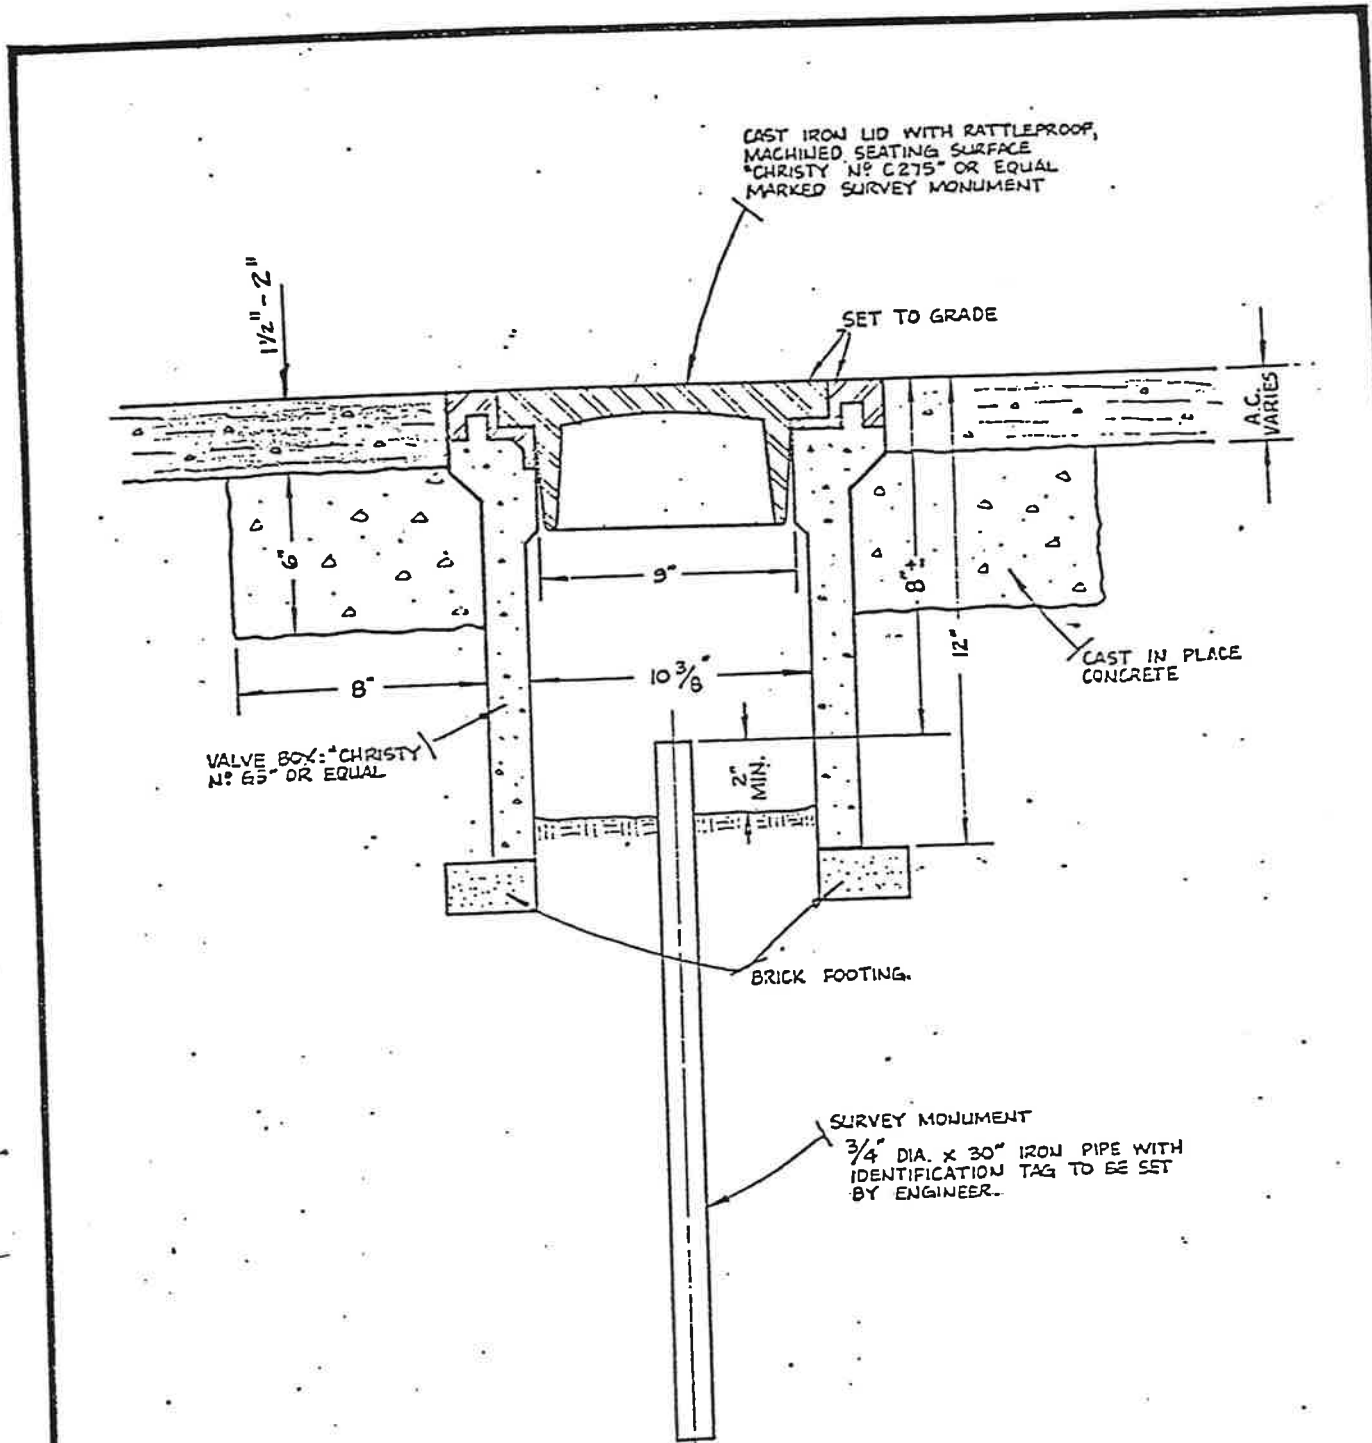 CAST IRON LID WITH RATTLEPROOF,
MACHINED SEATING SURFACE
"CHRISTY Nº C275" OR EQUAL
MARKED SURVEY MONUMENT
1½" - 2"
SET TO GRADE
A.C.
VARIES
6"
9"
8"±
12"
8"
10 3/8"
CAST IN PLACE
CONCRETE
VALVE BOX: "CHRISTY
Nº G5" OR EQUAL
2"
MIN.
BRICK FOOTING.
SURVEY MONUMENT
3/4" DIA. x 30" IRON PIPE WITH
IDENTIFICATION TAG TO BE SET
BY ENGINEER.